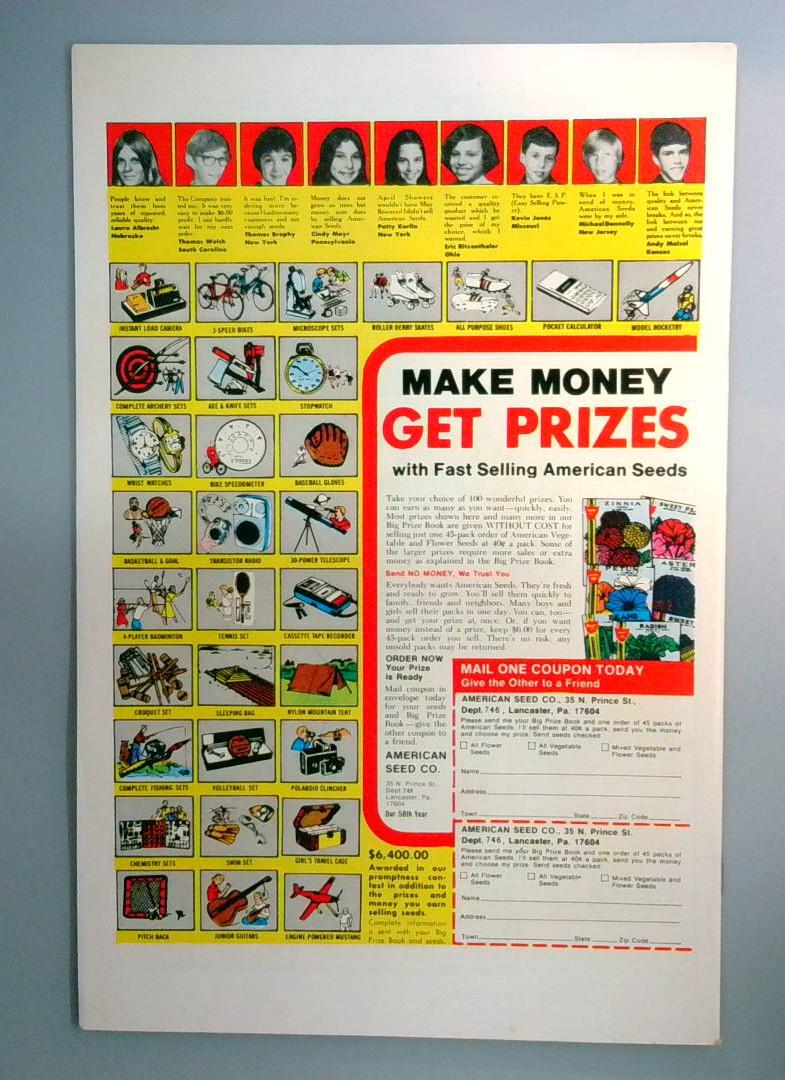 People know and
trust them from
years of repeated,
reliable quality.
Laura Albrecht
Nebraska
The Company trus-
ted me. It was very
easy to make $6.00
profit. I can hardly
wait for my next
order.
Thomas Welch
South Carolina
It was fun! I'm or-
dering more be-
cause I had too many
customers and not
enough seeds.
Thomas Brophy
New York
Money does not
grow on trees but
money sure does
by selling Amer-
ican Seeds.
Cindy Mayr
Pennsylvania
April Showers
wouldn't have May
flowers if I didn't sell
American Seeds.
Patty Karlin
New York
The customer re-
ceived a quality
product which he
wanted and I got
the prize of my
choice, which I
wanted.
Eric Ritzenthaler
Ohio
They have E.S.P.
(Easy Selling Pow-
er).
Kevin Jones
Missouri
When I was in
need of money,
American Seeds
were by my side.
Michael Donnelly
New Jersey
The link between
quality and Amer-
ican Seeds never
breaks. And so, the
link between me
and earning great
prizes never breaks.
Andy Maisel
Kansas
INSTANT LOAD CAMERA
3-SPEED BIKES
MICROSCOPE SETS
ROLLER DERBY SKATES
ALL PURPOSE SHOES
POCKET CALCULATOR
MODEL ROCKETRY
COMPLETE ARCHERY SETS
AXE & KNIFE SETS
STOPWATCH
WRIST WATCHES
BIKE SPEEDOMETER
BASEBALL GLOVES
BASKETBALL & GOAL
TRANSISTOR RADIO
30-POWER TELESCOPE
4-PLAYER BADMINTON
TENNIS SET
CASSETTE TAPE RECORDER
CROQUET SET
SLEEPING BAG
NYLON MOUNTAIN TENT
COMPLETE FISHING SETS
VOLLEYBALL SET
POLAROID CLINCHER
CHEMISTRY SETS
SWIM SET
GIRL'S TRAVEL CASE
PITCH BACK
JUNIOR GUITARS
ENGINE POWERED MUSTANG
MAKE MONEY
GET PRIZES
with Fast Selling American Seeds
Take your choice of 100 wonderful prizes. You
can earn as many as you want—quickly, easily.
Most prizes shown here and many more in our
Big Prize Book are given WITHOUT COST for
selling just one 45-pack order of American Vege-
table and Flower Seeds at 40¢ a pack. Some of
the larger prizes require more sales or extra
money as explained in the Big Prize Book.
Send NO MONEY, We Trust You
Everybody wants American Seeds. They're fresh
and ready to grow. You'll sell them quickly to
family, friends and neighbors. Many boys and
girls sell their packs in one day. You can, too—
and get your prize at once. Or, if you want
money instead of a prize, keep $6.00 for every
45-pack order you sell. There's no risk; any
unsold packs may be returned.
ZINNIA
SWEET PE
PETUN
ASTER
RADISH
SWEET
ORDER NOW
Your Prize
is Ready
Mail coupon in
envelope today
for your seeds
and Big Prize
Book—give the
other coupon to
a friend.
AMERICAN
SEED CO.
35 N. Prince St.
Dept. 746
Lancaster, Pa.
17604
Our 58th Year
MAIL ONE COUPON TODAY
Give the Other to a Friend
AMERICAN SEED CO., 35 N. Prince St.,
Dept. 746, Lancaster, Pa. 17604
Please send me your Big Prize Book and one order of 45 packs of
American Seeds. I'll sell them at 40¢ a pack, send you the money
and choose my prize. Send seeds checked.
All Flower
Seeds
All Vegetable
Seeds
Mixed Vegetable and
Flower Seeds
Name
Address
Town State Zip Code
AMERICAN SEED CO., 35 N. Prince St.
Dept. 746, Lancaster, Pa. 17604
Please send me your Big Prize Book and one order of 45 packs of
American Seeds. I'll sell them at 40¢ a pack, send you the money
and choose my prize. Send seeds checked.
All Flower
Seeds
All Vegetable
Seeds
Mixed Vegetable and
Flower Seeds
Name
Address
Town State Zip Code
$6,400.00
Awarded in our
promptness con-
test in addition to
the prizes and
money you earn
selling seeds.
Complete information
is sent with your Big
Prize Book and seeds.